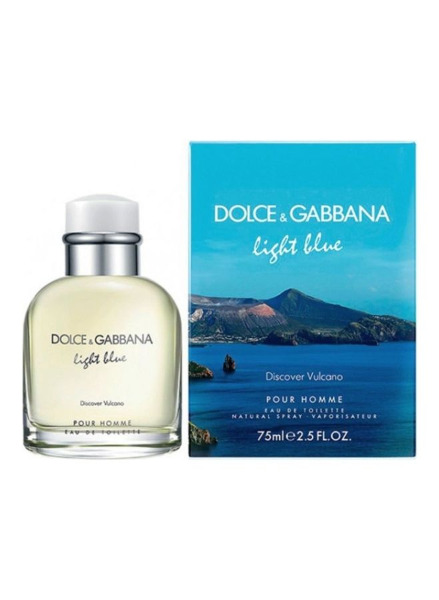 DOLCE & GABBANA
light blue
Discover Vulcano
POUR HOMME
EAU DE TOILETTE
DOLCE & GABBANA
light blue
Discover Vulcano
POUR HOMME
EAU DE TOILETTE
NATURAL SPRAY - VAPORISATEUR
75ml e 2.5 FL.OZ.